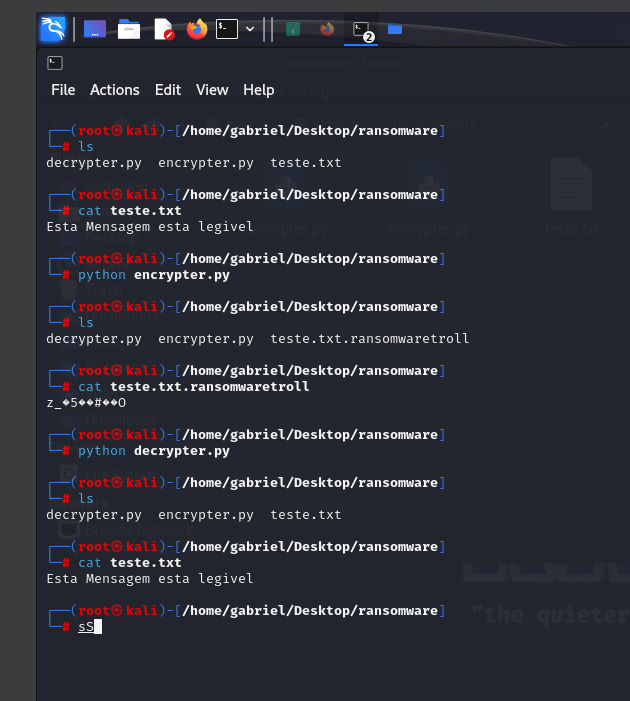 2
File Actions Edit View Help
┌──(root㉿kali)-[/home/gabriel/Desktop/ransomware]
└─# ls
decrypter.py encrypter.py teste.txt
┌──(root㉿kali)-[/home/gabriel/Desktop/ransomware]
└─# cat teste.txt
Esta Mensagem esta legivel
┌──(root㉿kali)-[/home/gabriel/Desktop/ransomware]
└─# python encrypter.py
┌──(root㉿kali)-[/home/gabriel/Desktop/ransomware]
└─# ls
decrypter.py encrypter.py teste.txt.ransomwaretroll
┌──(root㉿kali)-[/home/gabriel/Desktop/ransomware]
└─# cat teste.txt.ransomwaretroll
z_�5��#��O
┌──(root㉿kali)-[/home/gabriel/Desktop/ransomware]
└─# python decrypter.py
┌──(root㉿kali)-[/home/gabriel/Desktop/ransomware]
└─# ls
decrypter.py encrypter.py teste.txt
┌──(root㉿kali)-[/home/gabriel/Desktop/ransomware]
└─# cat teste.txt
Esta Mensagem esta legivel
┌──(root㉿kali)-[/home/gabriel/Desktop/ransomware]
└─# sS
"the quieter